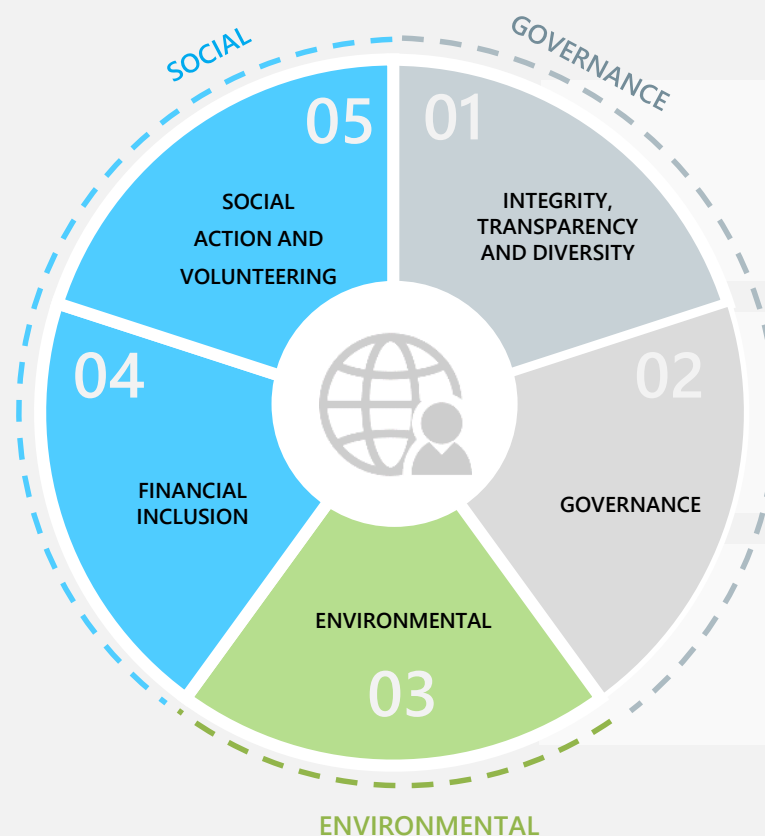 SOCIAL
GOVERNANCE
05
SOCIAL
ACTION AND
VOLUNTEERING
01
INTEGRITY,
TRANSPARENCY
AND DIVERSITY
02
GOVERNANCE
04
FINANCIAL
INCLUSION
ENVIRONMENTAL
03
ENVIRONMENTAL